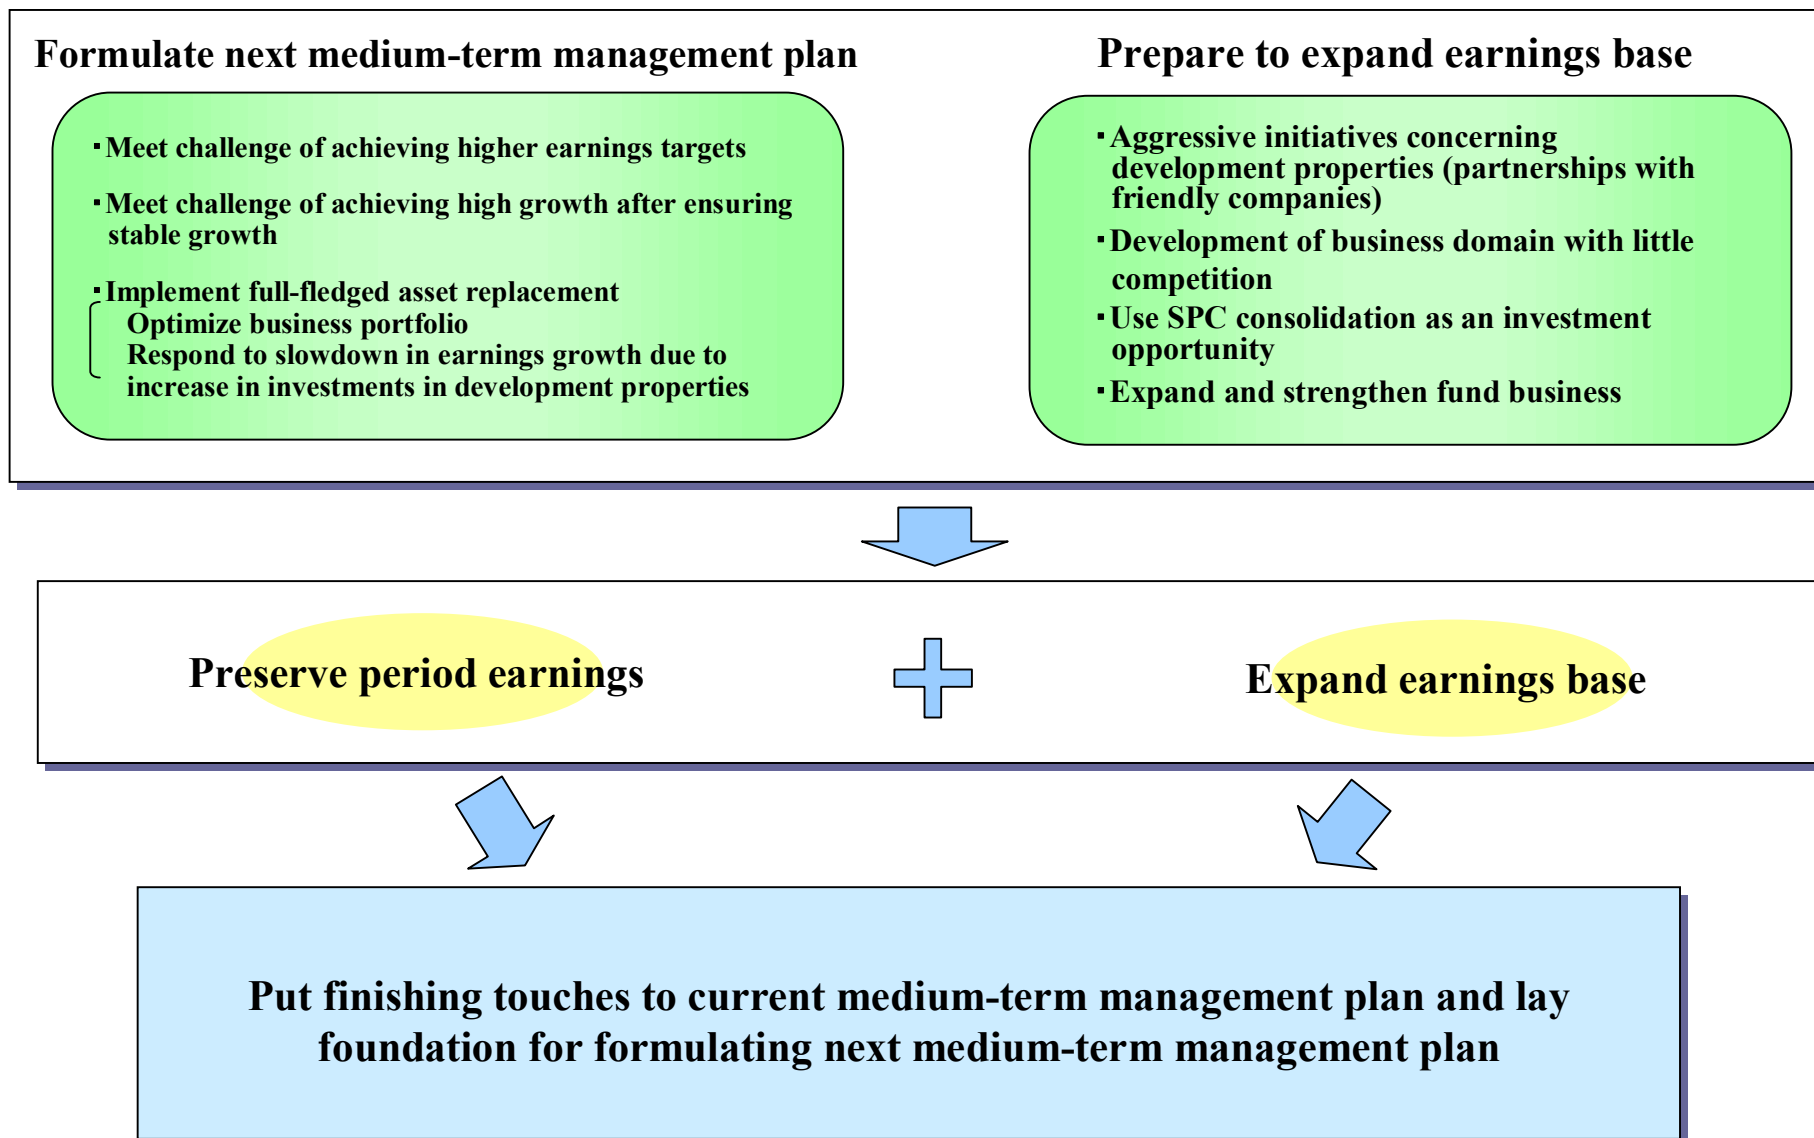 Formulate next medium-term management plan
▪Meet challenge of achieving higher earnings targets
▪Meet challenge of achieving high growth after ensuring
stable growth
▪Implement full-fledged asset replacement
Optimize business portfolio
Respond to slowdown in earnings growth due to
increase in investments in development properties
Prepare to expand earnings base
▪Aggressive initiatives concerning
development properties (partnerships with
friendly companies)
▪Development of business domain with little
competition
▪Use SPC consolidation as an investment
opportunity
▪Expand and strengthen fund business
Preserve period earnings
Expand earnings base
Put finishing touches to current medium-term management plan and lay
foundation for formulating next medium-term management plan